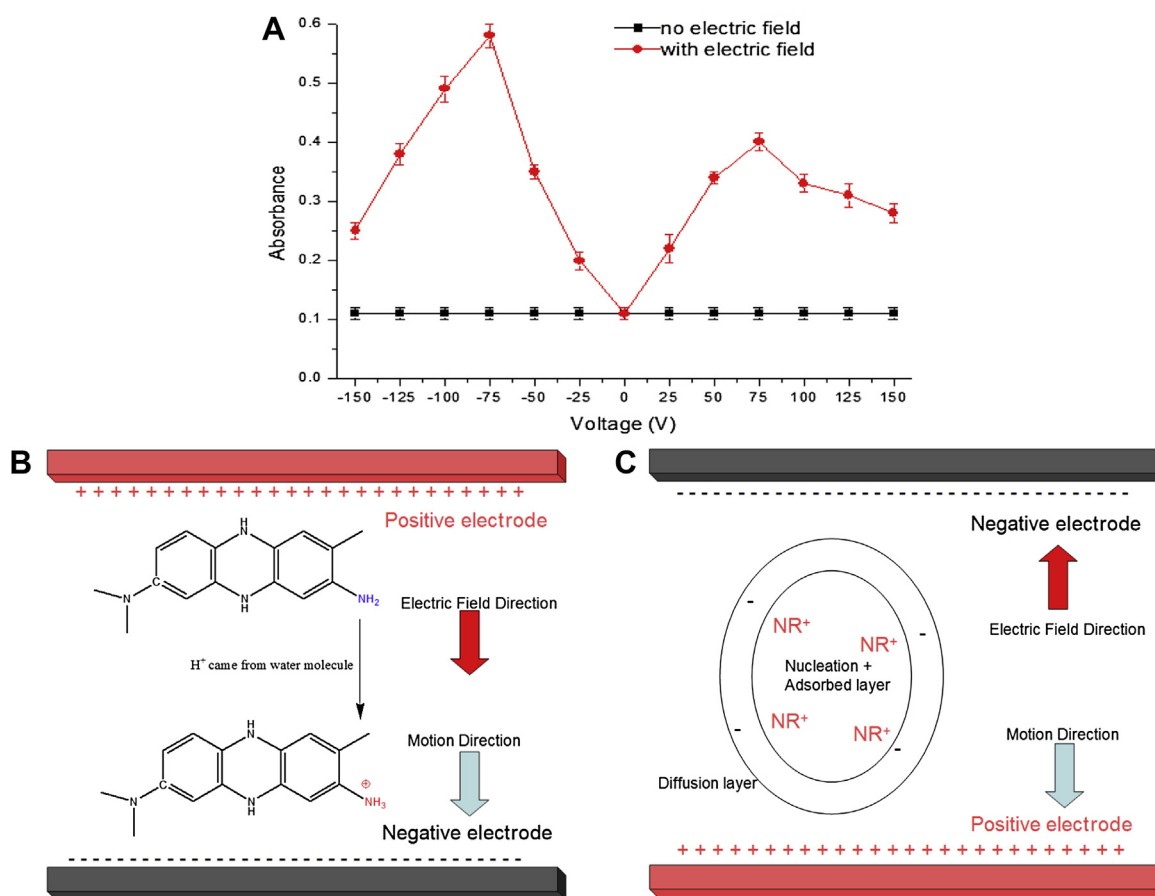 A
no electric field
with electric field
0.6
0.5
0.4
0.3
0.2
0.1
0.0
Absorbance
-150 -125 -100 -75 -50 -25 0 25 50 75 100 125 150
Voltage (V)
B
+ + + + + + + + + + + + + + + + + + + + + + + +
Positive electrode
H
N
C
N
N
H
NH₂
Electric Field Direction
H⁺ came from water molecule
H
N
Motion Direction
C
N
N
H
⊕
NH₃
Negative electrode
C
Negative electrode
Electric Field Direction
-
-
NR⁺
NR⁺
Nucleation +
Adsorbed layer
NR⁺
NR⁺
-
-
Diffusion layer
Motion Direction
Positive electrode
+ + + + + + + + + + + + + + + + + + + + + + + +